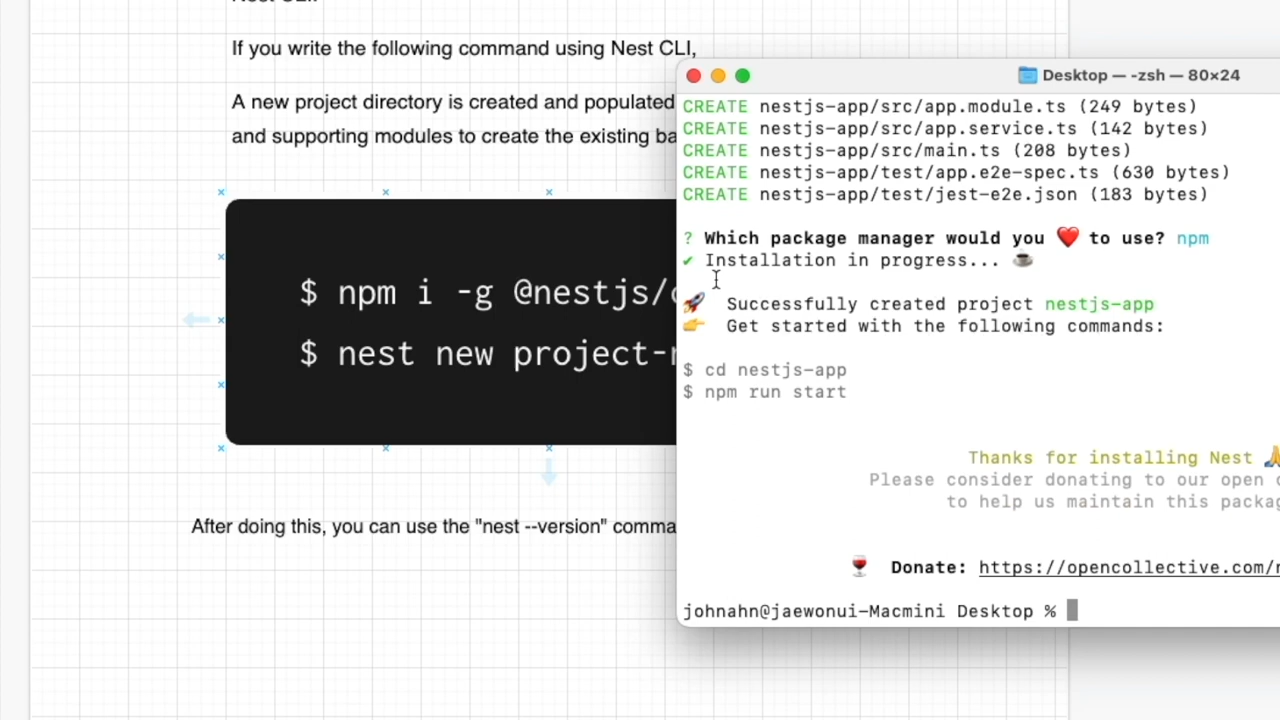 If you write the following command using Nest CLI,
A new project directory is created and populated
and supporting modules to create the existing
$ npm i -g @nestjs/
$ nest new project-
After doing this, you can use the "nest --version"
Desktop — -zsh — 80×24
CREATE nestjs-app/src/app.module.ts (249 bytes)
CREATE nestjs-app/src/app.service.ts (142 bytes)
CREATE nestjs-app/src/main.ts (208 bytes)
CREATE nestjs-app/test/app.e2e-spec.ts (630 bytes)
CREATE nestjs-app/test/jest-e2e.json (183 bytes)
? Which package manager would you ❤️ to use? npm
✔ Installation in progress... ☕
🚀 Successfully created project nestjs-app
👉 Get started with the following commands:
$ cd nestjs-app
$ npm run start
Thanks for installing Nest 🙏
Please consider donating to our open
to help us maintain this
🍷 Donate: https://opencollective.com/
johnahn@jaewonui-Macmini Desktop %